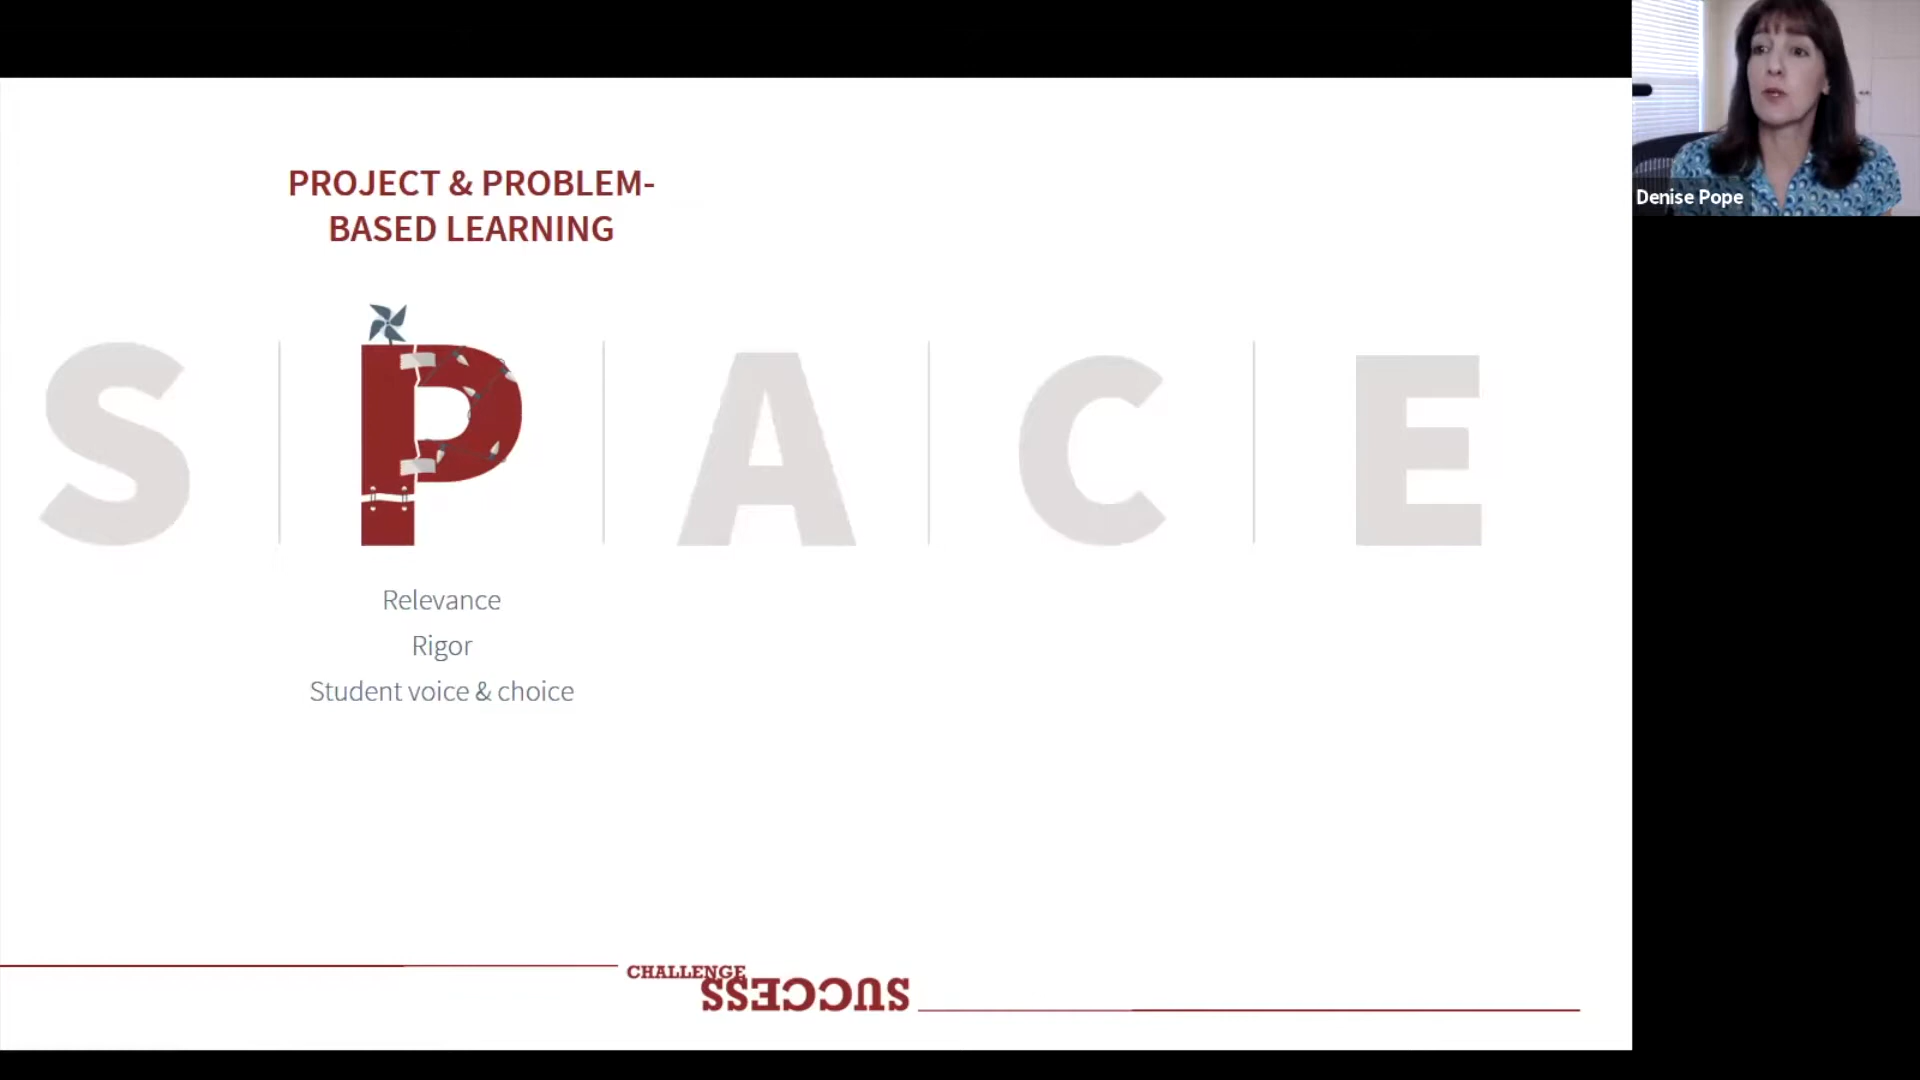 PROJECT & PROBLEM-
BASED LEARNING
S P A C E
Relevance
Rigor
Student voice & choice
CHALLENGE
SUCCESS
Denise Pope